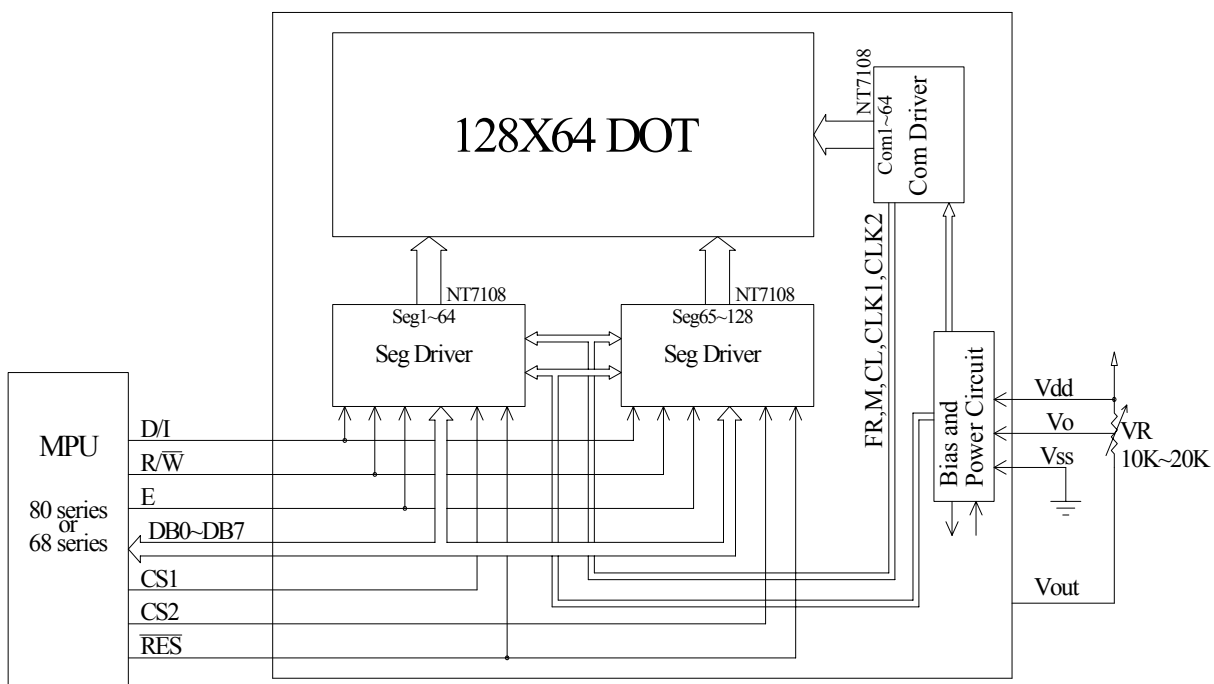 128X64 DOT
NT7108
Com1~64
Com Driver
FR,M,CL,CLK1,CLK2
NT7108
Seg1~64
Seg Driver
NT7108
Seg65~128
Seg Driver
Bias and
Power Circuit
Vdd
Vo
Vss
VR
10K~20K
Vout
MPU
80 series
or
68 series
D/I
R/W̅
E
DB0~DB7
CS1
CS2
R̅E̅S̅